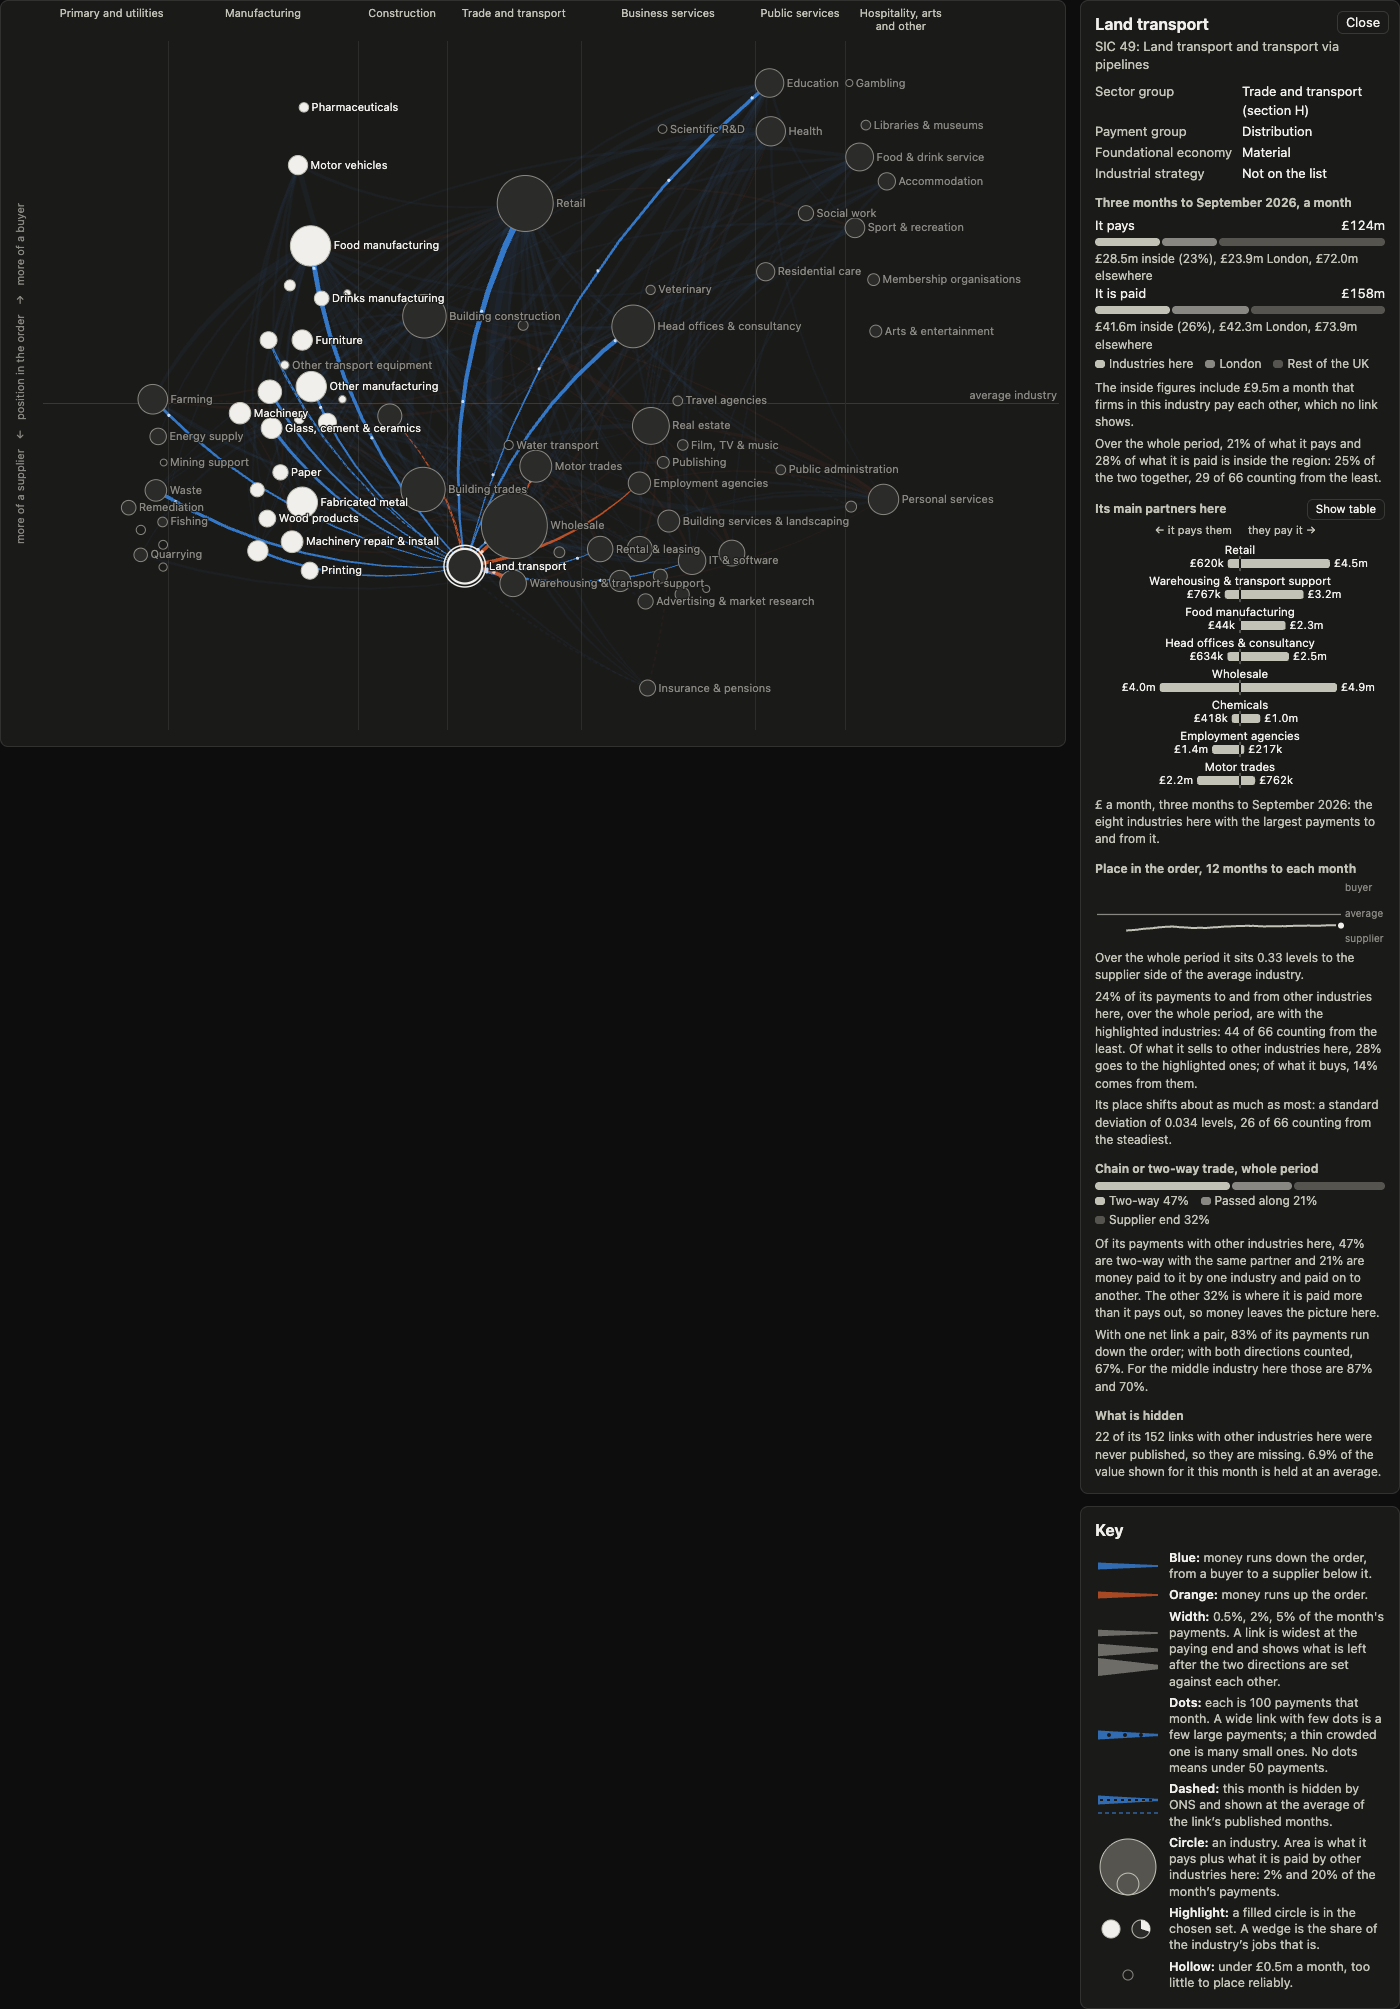 Primary and utilities
Manufacturing
Construction
Trade and transport
Business services
Public services
Hospitality, arts
and other
more of a supplier ← position in the order → more of a buyer
Pharmaceuticals
Motor vehicles
Food manufacturing
Drinks manufacturing
Furniture
Other transport equipment
Other manufacturing
Machinery
Glass, cement & ceramics
Paper
Fabricated metal
Wood products
Machinery repair & install
Printing
Farming
Energy supply
Mining support
Waste
Remediation
Fishing
Quarrying
Building construction
Building trades
Retail
Water transport
Motor trades
Wholesale
Land transport
Warehousing & transport support
Scientific R&D
Veterinary
Head offices & consultancy
Travel agencies
Real estate
Film, TV & music
Publishing
Employment agencies
Building services & landscaping
Rental & leasing
IT & software
Advertising & market research
Insurance & pensions
Education
Health
Social work
Residential care
Public administration
Gambling
Libraries & museums
Food & drink service
Accommodation
Sport & recreation
Membership organisations
Arts & entertainment
average industry
Personal services
Land transport
Close
SIC 49: Land transport and transport via
pipelines
Sector group Trade and transport
(section H)
Payment group Distribution
Foundational economy Material
Industrial strategy Not on the list
Three months to September 2026, a month
It pays £124m
£28.5m inside (23%), £23.9m London, £72.0m
elsewhere
It is paid £158m
£41.6m inside (26%), £42.3m London, £73.9m
elsewhere
Industries here London Rest of the UK
The inside figures include £9.5m a month that
firms in this industry pay each other, which no link
shows.
Over the whole period, 21% of what it pays and
28% of what it is paid is inside the region: 25% of
the two together, 29 of 66 counting from the least.
Its main partners here
Show table
← it pays them they pay it →
Retail
£620k £4.5m
Warehousing & transport support
£767k £3.2m
Food manufacturing
£44k £2.3m
Head offices & consultancy
£634k £2.5m
Wholesale
£4.0m £4.9m
Chemicals
£418k £1.0m
Employment agencies
£1.4m £217k
Motor trades
£2.2m £762k
£ a month, three months to September 2026: the
eight industries here with the largest payments to
and from it.
Place in the order, 12 months to each month
buyer
average
supplier
Over the whole period it sits 0.33 levels to the
supplier side of the average industry.
24% of its payments to and from other industries
here, over the whole period, are with the
highlighted industries: 44 of 66 counting from the
least. Of what it sells to other industries here, 28%
goes to the highlighted ones; of what it buys, 14%
comes from them.
Its place shifts about as much as most: a standard
deviation of 0.034 levels, 26 of 66 counting from
the steadiest.
Chain or two-way trade, whole period
Two-way 47% Passed along 21%
Supplier end 32%
Of its payments with other industries here, 47%
are two-way with the same partner and 21% are
money paid to it by one industry and paid on to
another. The other 32% is where it is paid more
than it pays out, so money leaves the picture here.
With one net link a pair, 83% of its payments run
down the order; with both directions counted,
67%. For the middle industry here those are 87%
and 70%.
What is hidden
22 of its 152 links with other industries here were
never published, so they are missing. 6.9% of the
value shown for it this month is held at an average.
Key
Blue: money runs down the order,
from a buyer to a supplier below it.
Orange: money runs up the order.
Width: 0.5%, 2%, 5% of the month's
payments. A link is widest at the
paying end and shows what is left
after the two directions are set
against each other.
Dots: each is 100 payments that
month. A wide link with few dots is a
few large payments; a thin crowded
one is many small ones. No dots
means under 50 payments.
Dashed: this month is hidden by
ONS and shown at the average of
the link's published months.
Circle: an industry. Area is what it
pays plus what it is paid by other
industries here: 2% and 20% of the
month's payments.
Highlight: a filled circle is in the
chosen set. A wedge is the share of
the industry's jobs that is.
Hollow: under £0.5m a month, too
little to place reliably.